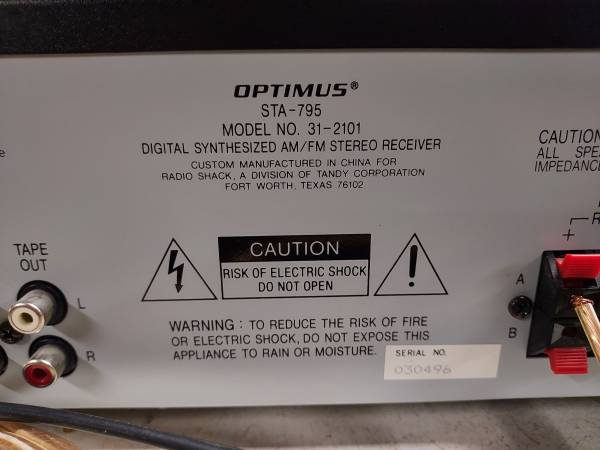 OPTIMUS®
STA-795
MODEL NO. 31-2101
DIGITAL SYNTHESIZED AM/FM STEREO RECEIVER
CUSTOM MANUFACTURED IN CHINA FOR
RADIO SHACK, A DIVISION OF TANDY CORPORATION
FORT WORTH, TEXAS 76102
CAUTION
RISK OF ELECTRIC SHOCK
DO NOT OPEN
WARNING : TO REDUCE THE RISK OF FIRE
OR ELECTRIC SHOCK, DO NOT EXPOSE THIS
APPLIANCE TO RAIN OR MOISTURE.
SERIAL NO.
030496
TAPE
OUT
L
R
CAUTION
ALL SPE
IMPEDANCE
R
+
A
B